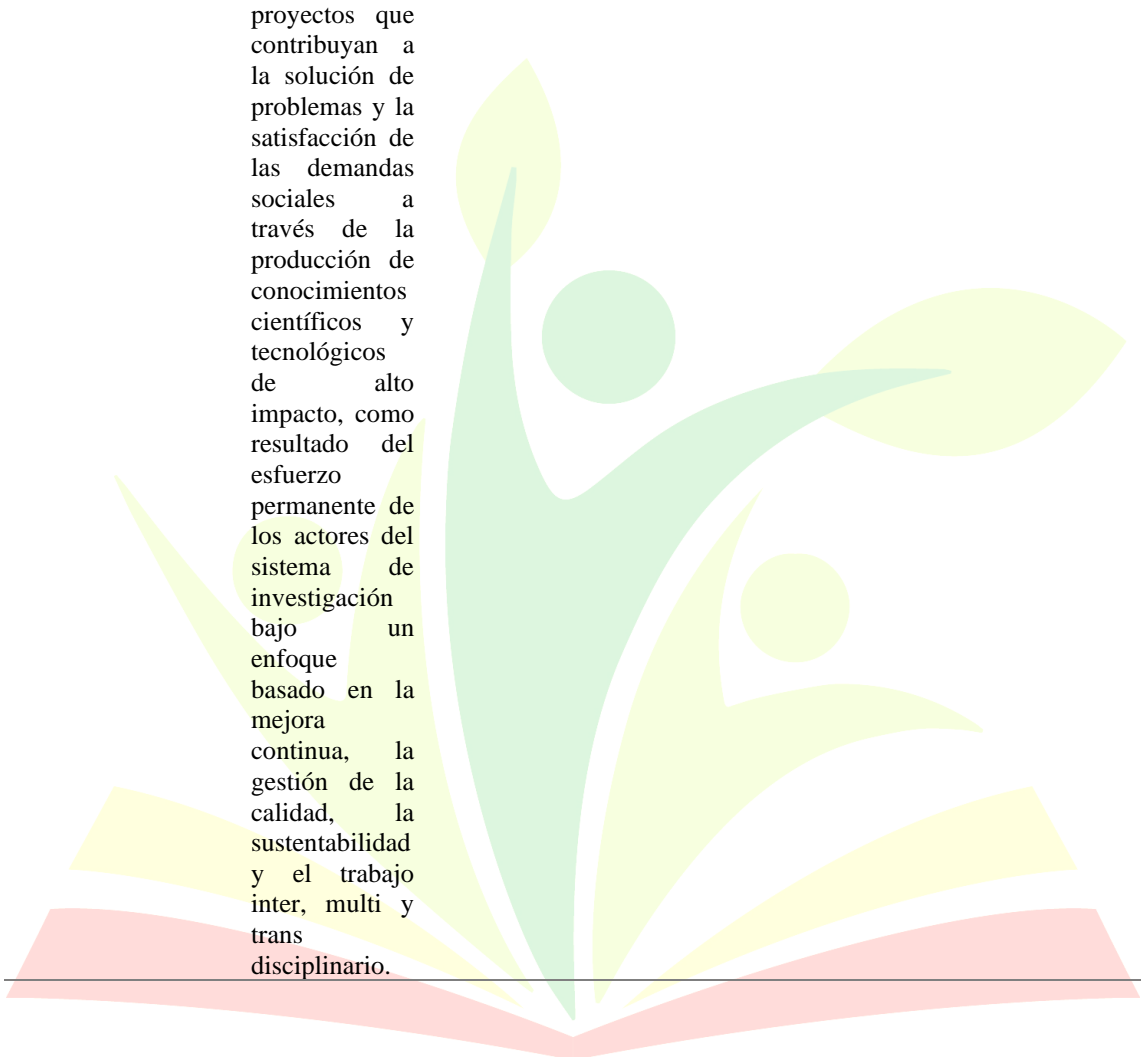 proyectos que
contribuyan a
la solución de
problemas y la
satisfacción de
las demandas
sociales a
través de la
producción de
conocimientos
científicos y
tecnológicos
de alto
impacto, como
resultado del
esfuerzo
permanente de
los actores del
sistema de
investigación
bajo un
enfoque
basado en la
mejora
continua, la
gestión de la
calidad, la
sustentabilidad
y el trabajo
inter, multi y
trans
disciplinario.